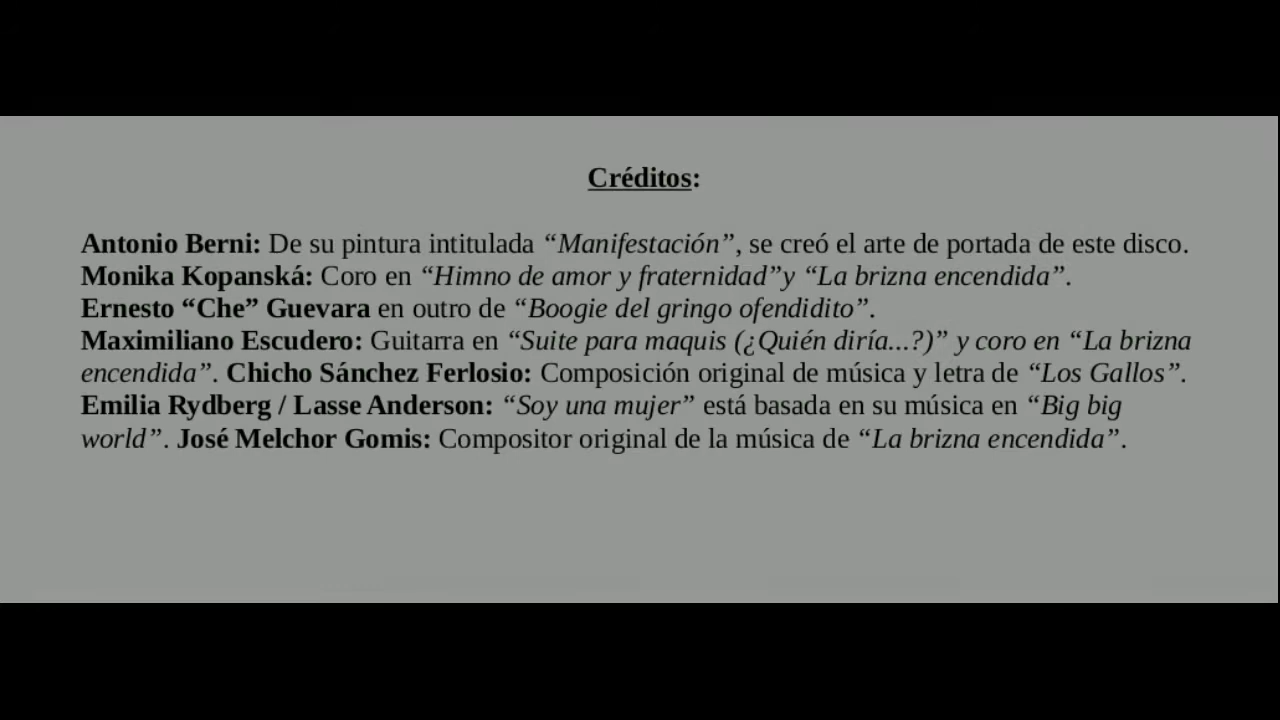 Créditos:
Antonio Berni: De su pintura intitulada “Manifestación”, se creó el arte de portada de este disco.
Monika Kopanská: Coro en “Himno de amor y fraternidad”y “La brizna encendida”.
Ernesto “Che” Guevara en outro de “Boogie del gringo ofendidito”.
Maximiliano Escudero: Guitarra en “Suite para maquis (¿Quién diría...?)” y coro en “La brizna
encendida”. Chicho Sánchez Ferlosio: Composición original de música y letra de “Los Gallos”.
Emilia Rydberg / Lasse Anderson: “Soy una mujer” está basada en su música en “Big big
world”. José Melchor Gomis: Compositor original de la música de “La brizna encendida”.